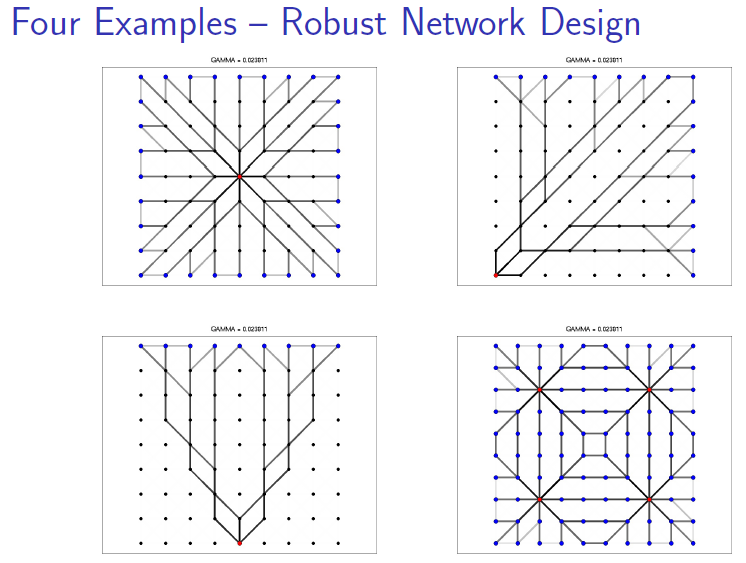 Four Examples – Robust Network Design
GAMMA = 0.023011
GAMMA = 0.023011
GAMMA = 0.023011
GAMMA = 0.023011